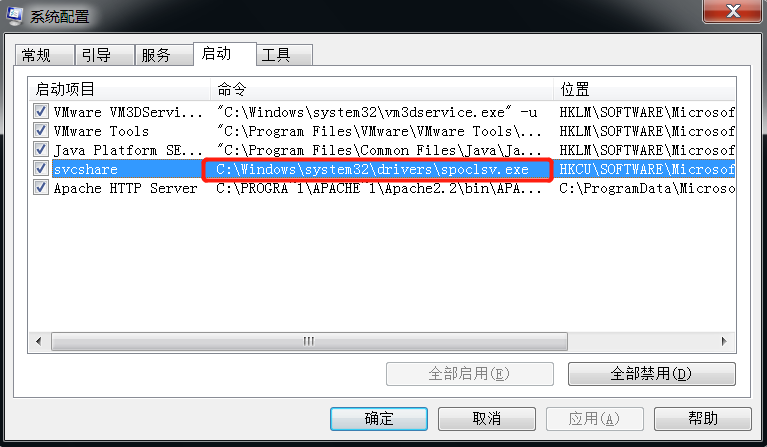 系统配置
常规 引导 服务 启动 工具
启动项目 命令 位置
VMware VM3DServi... "C:\Windows\system32\vm3dservice.exe" -u HKLM\SOFTWARE\Microsof
VMware Tools "C:\Program Files\VMware\VMware Tools\... HKLM\SOFTWARE\Microsof
Java Platform SE... "C:\Program Files\Common Files\Java\Ja... HKLM\SOFTWARE\Microsof
svcshare C:\Windows\system32\drivers\spoclsv.exe HKCU\SOFTWARE\Microsof
Apache HTTP Server C:\PROGRA~1\APACHE~1\Apache2.2\bin\APA... C:\ProgramData\Microso
全部启用(E) 全部禁用(D)
确定 取消 应用(A) 帮助